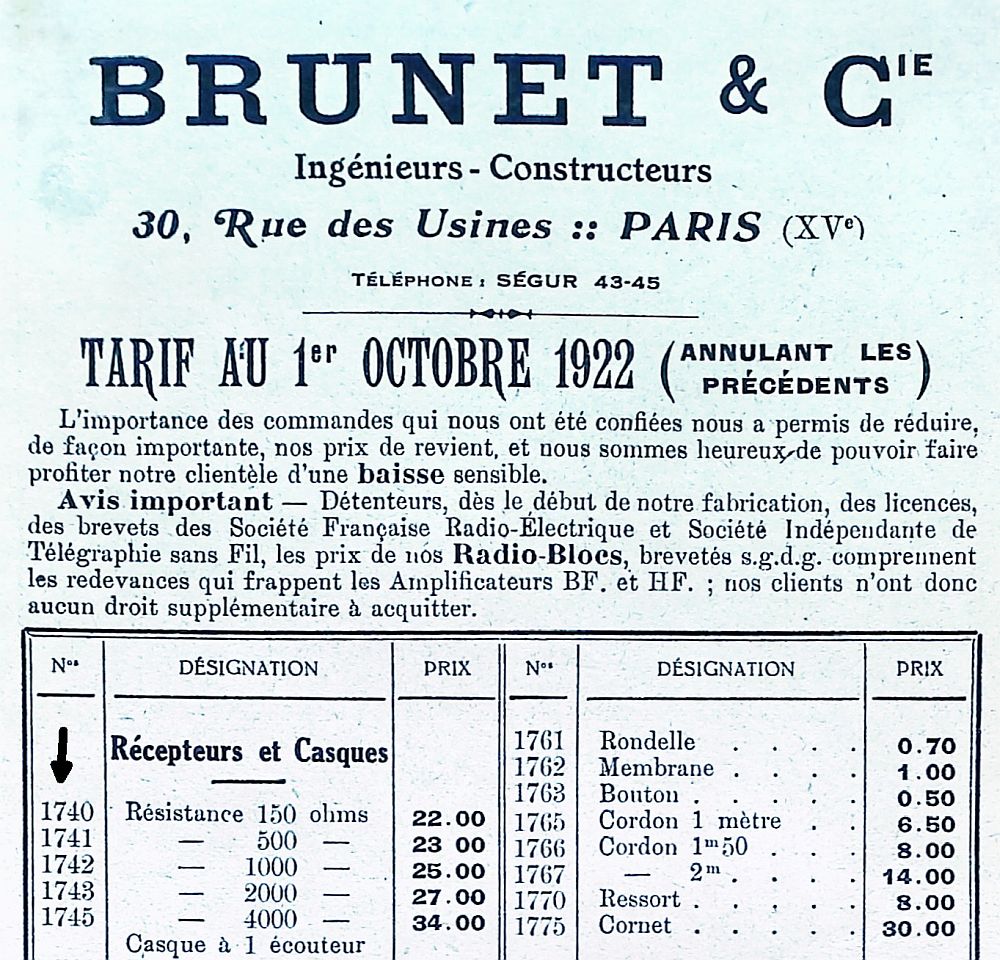 BRUNET & CIE
Ingénieurs - Constructeurs
30, Rue des Usines :: PARIS (XVe)
TÉLÉPHONE : SÉGUR 43-45
TARIF AU 1er OCTOBRE 1922 (ANNULANT LES PRÉCÉDENTS)
L'importance des commandes qui nous ont été confiées nous a permis de réduire,
de façon importante, nos prix de revient, et nous sommes heureux de pouvoir faire
profiter notre clientèle d'une baisse sensible.
Avis important — Détenteurs, dès le début de notre fabrication, des licences,
des brevets des Société Française Radio-Électrique et Société Indépendante de
Télégraphie sans Fil, les prix de nos Radio-Blocs, brevetés s.g.d.g. comprennent
les redevances qui frappent les Amplificateurs BF. et HF. ; nos clients n'ont donc
aucun droit supplémentaire à acquitter.
Nos DÉSIGNATION PRIX
Récepteurs et Casques
1740 Résistance 150 ohms 22.00
1741 — 500 — 23 00
1742 — 1000 — 25.00
1743 — 2000 — 27.00
1745 — 4000 — 34.00
Casque à 1 écouteur
Nos DÉSIGNATION PRIX
1761 Rondelle . . . . 0.70
1762 Membrane . . . . 1.00
1763 Bouton . . . . . 0.50
1765 Cordon 1 mètre . . 6.50
1766 Cordon 1m50 . . . 8.00
1767 — 2m . . . . 14.00
1770 Ressort . . . . . 8.00
1775 Cornet . . . . . 30.00